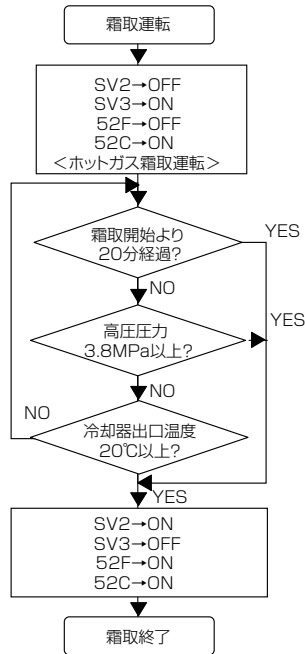 霜取運転
SV2→OFF
SV3→ON
52F→OFF
52C→ON
＜ホットガス霜取運転＞
霜取開始より
20分経過?
YES
NO
高圧圧力
3.8MPa以上?
YES
NO
冷却器出口温度
20℃以上?
NO
YES
SV2→ON
SV3→OFF
52F→ON
52C→ON
霜取終了